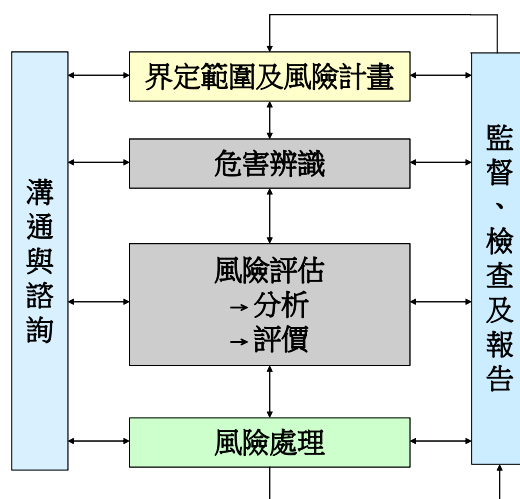 界定範圍及風險計畫
危害辨識
風險評估
→分析
→評價
風險處理
溝通與諮詢
監督、檢查及報告